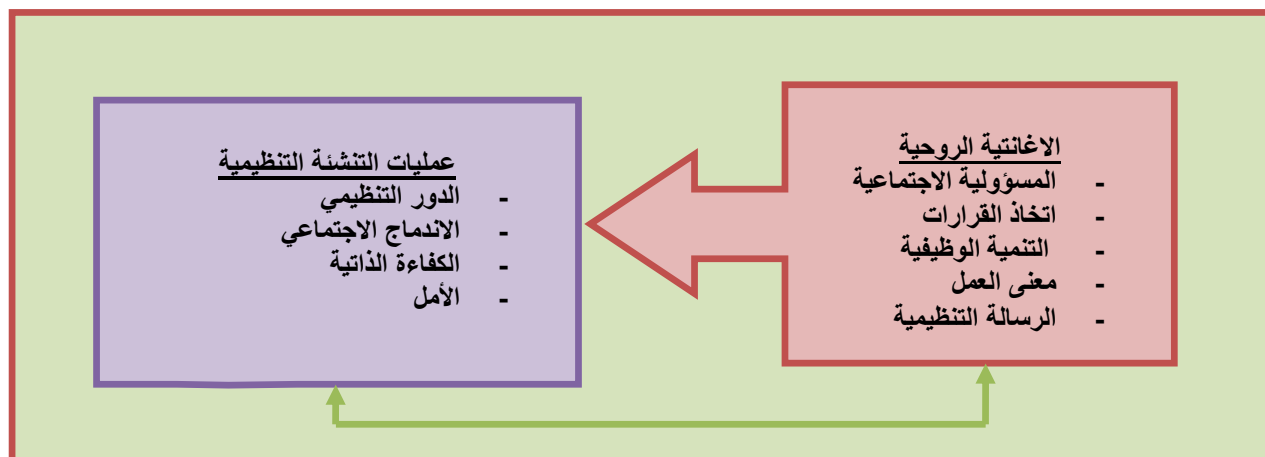 الاغانتية الروحية
- المسؤولية الاجتماعية
- اتخاذ القرارات
- التنمية الوظيفية
- معنى العمل
- الرسالة التنظيمية
عمليات التنشئة التنظيمية
- الدور التنظيمي
- الاندماج الاجتماعي
- الكفاءة الذاتية
- الأمل